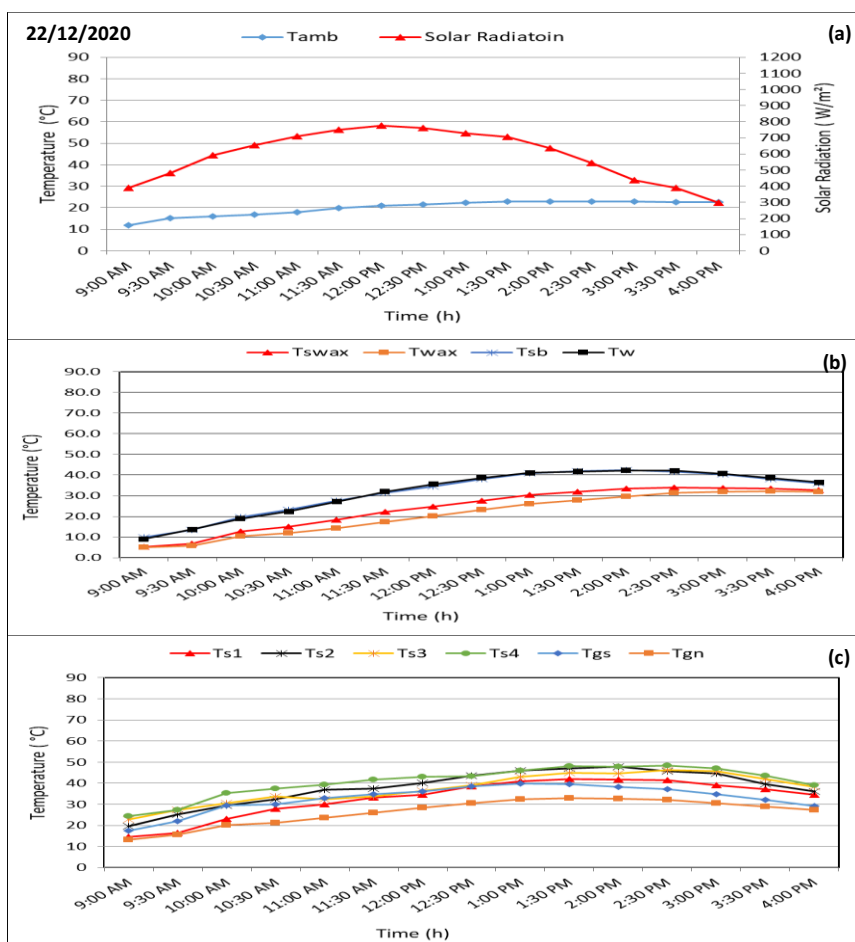 22/12/2020
Tamb Solar Radiatoin (a)
90 1200
80 1100
70 1000
60 900
50 800
40 700
30 600
20 500
10 400
0 300
200
100
0
Temperature (°C)
Solar Radiation ( W/m²)
9:00 AM 9:30 AM 10:00 AM 10:30 AM 11:00 AM 11:30 AM 12:00 PM 12:30 PM 1:00 PM 1:30 PM 2:00 PM 2:30 PM 3:00 PM 3:30 PM 4:00 PM
Time (h)
Tswax Twax Tsb Tw (b)
90.0
80.0
70.0
60.0
50.0
40.0
30.0
20.0
10.0
0.0
Temperature (°C)
9:00 AM 9:30 AM 10:00 AM 10:30 AM 11:00 AM 11:30 AM 12:00 PM 12:30 PM 1:00 PM 1:30 PM 2:00 PM 2:30 PM 3:00 PM 3:30 PM 4:00 PM
Time (h)
Ts1 Ts2 Ts3 Ts4 Tgs Tgn (c)
90
80
70
60
50
40
30
20
10
0
Temperature ( °C)
9:00 AM 9:30 AM 10:00 AM 10:30 AM 11:00 AM 11:30 AM 12:00 PM 12:30 PM 1:00 PM 1:30 PM 2:00 PM 2:30 PM 3:00 PM 3:30 PM 4:00 PM
Time (h)